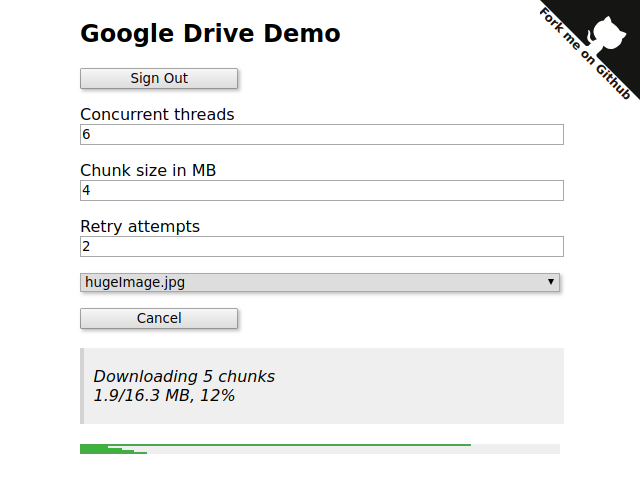 Google Drive Demo
Fork me on Github
Sign Out
Concurrent threads
6
Chunk size in MB
4
Retry attempts
2
hugeImage.jpg
Cancel
Downloading 5 chunks
1.9/16.3 MB, 12%